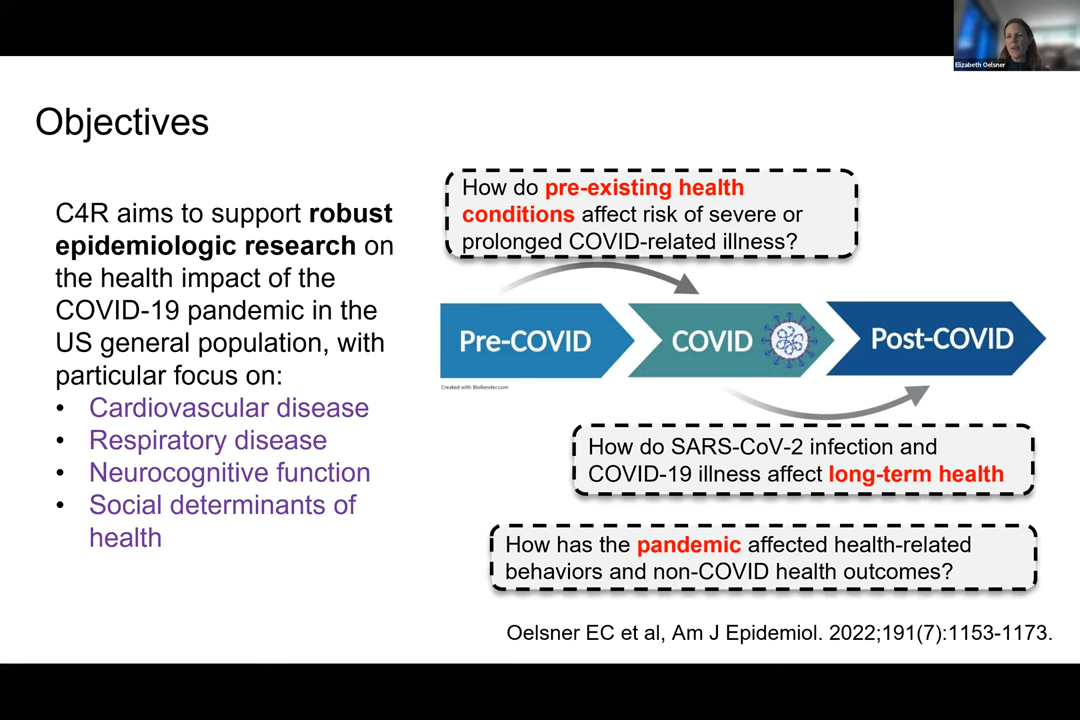 Elizabeth Oelsner
Objectives
C4R aims to support robust
epidemiologic research on
the health impact of the
COVID-19 pandemic in the
US general population, with
particular focus on:
• Cardiovascular disease
• Respiratory disease
• Neurocognitive function
• Social determinants of
health
How do pre-existing health
conditions affect risk of severe or
prolonged COVID-related illness?
Pre-COVID
COVID
Post-COVID
Created with BioRender.com
How do SARS-CoV-2 infection and
COVID-19 illness affect long-term health
How has the pandemic affected health-related
behaviors and non-COVID health outcomes?
Oelsner EC et al, Am J Epidemiol. 2022;191(7):1153-1173.